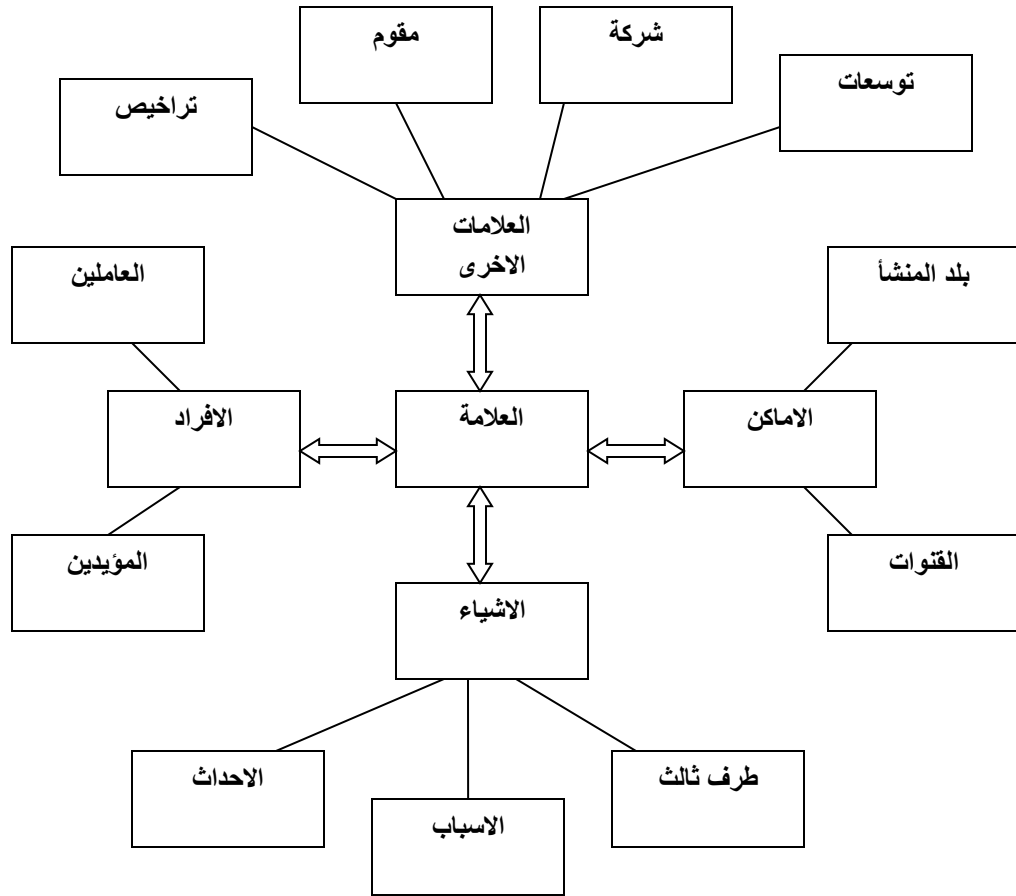 مقوم
شركة
توسعات
تراخيص
العلامات
الاخرى
العاملين
بلد المنشأ
الافراد
العلامة
الاماكن
المؤيدين
القنوات
الاشياء
الاحداث
الاسباب
طرف ثالث